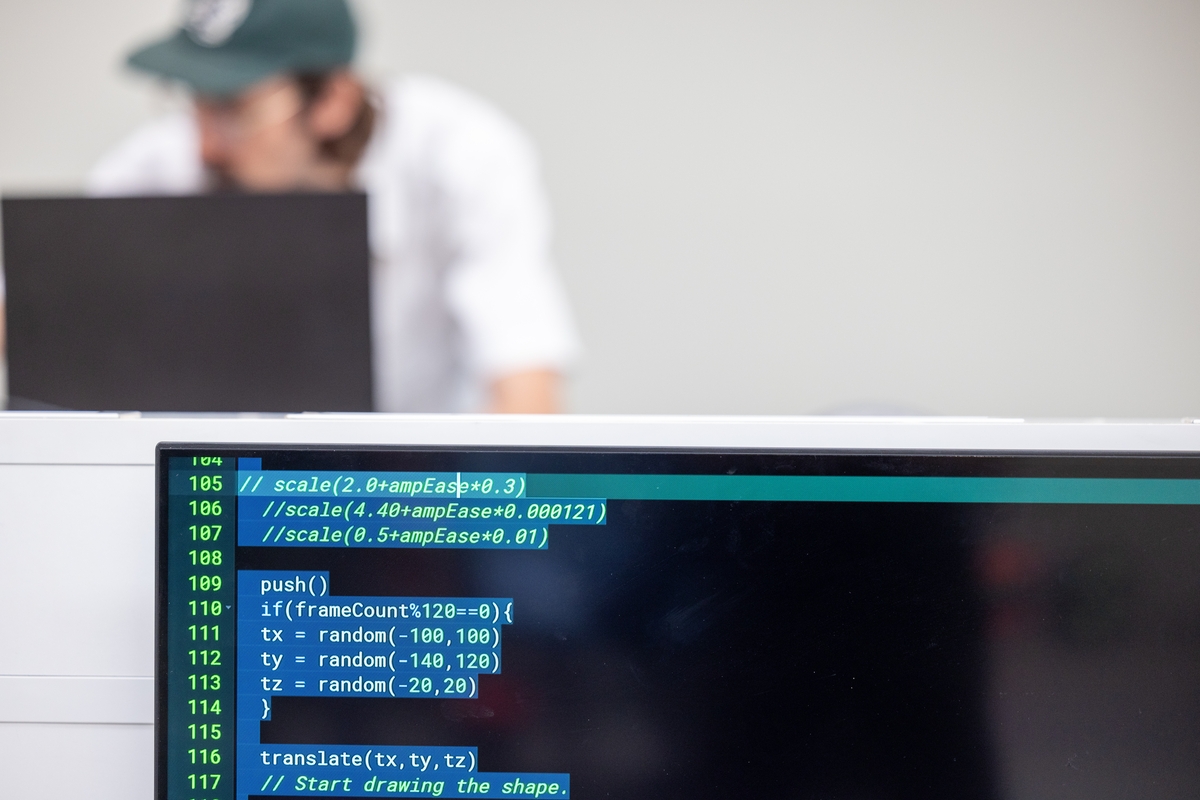 104
105 // scale(2.0+ampEase*0.3)
106 //scale(4.40+ampEase*0.000121)
107 //scale(0.5+ampEase*0.01)
108
109 push()
110 if(frameCount%120==0){
111 tx = random(-100,100)
112 ty = random(-140,120)
113 tz = random(-20,20)
114 }
115
116 translate(tx,ty,tz)
117 // Start drawing the shape.